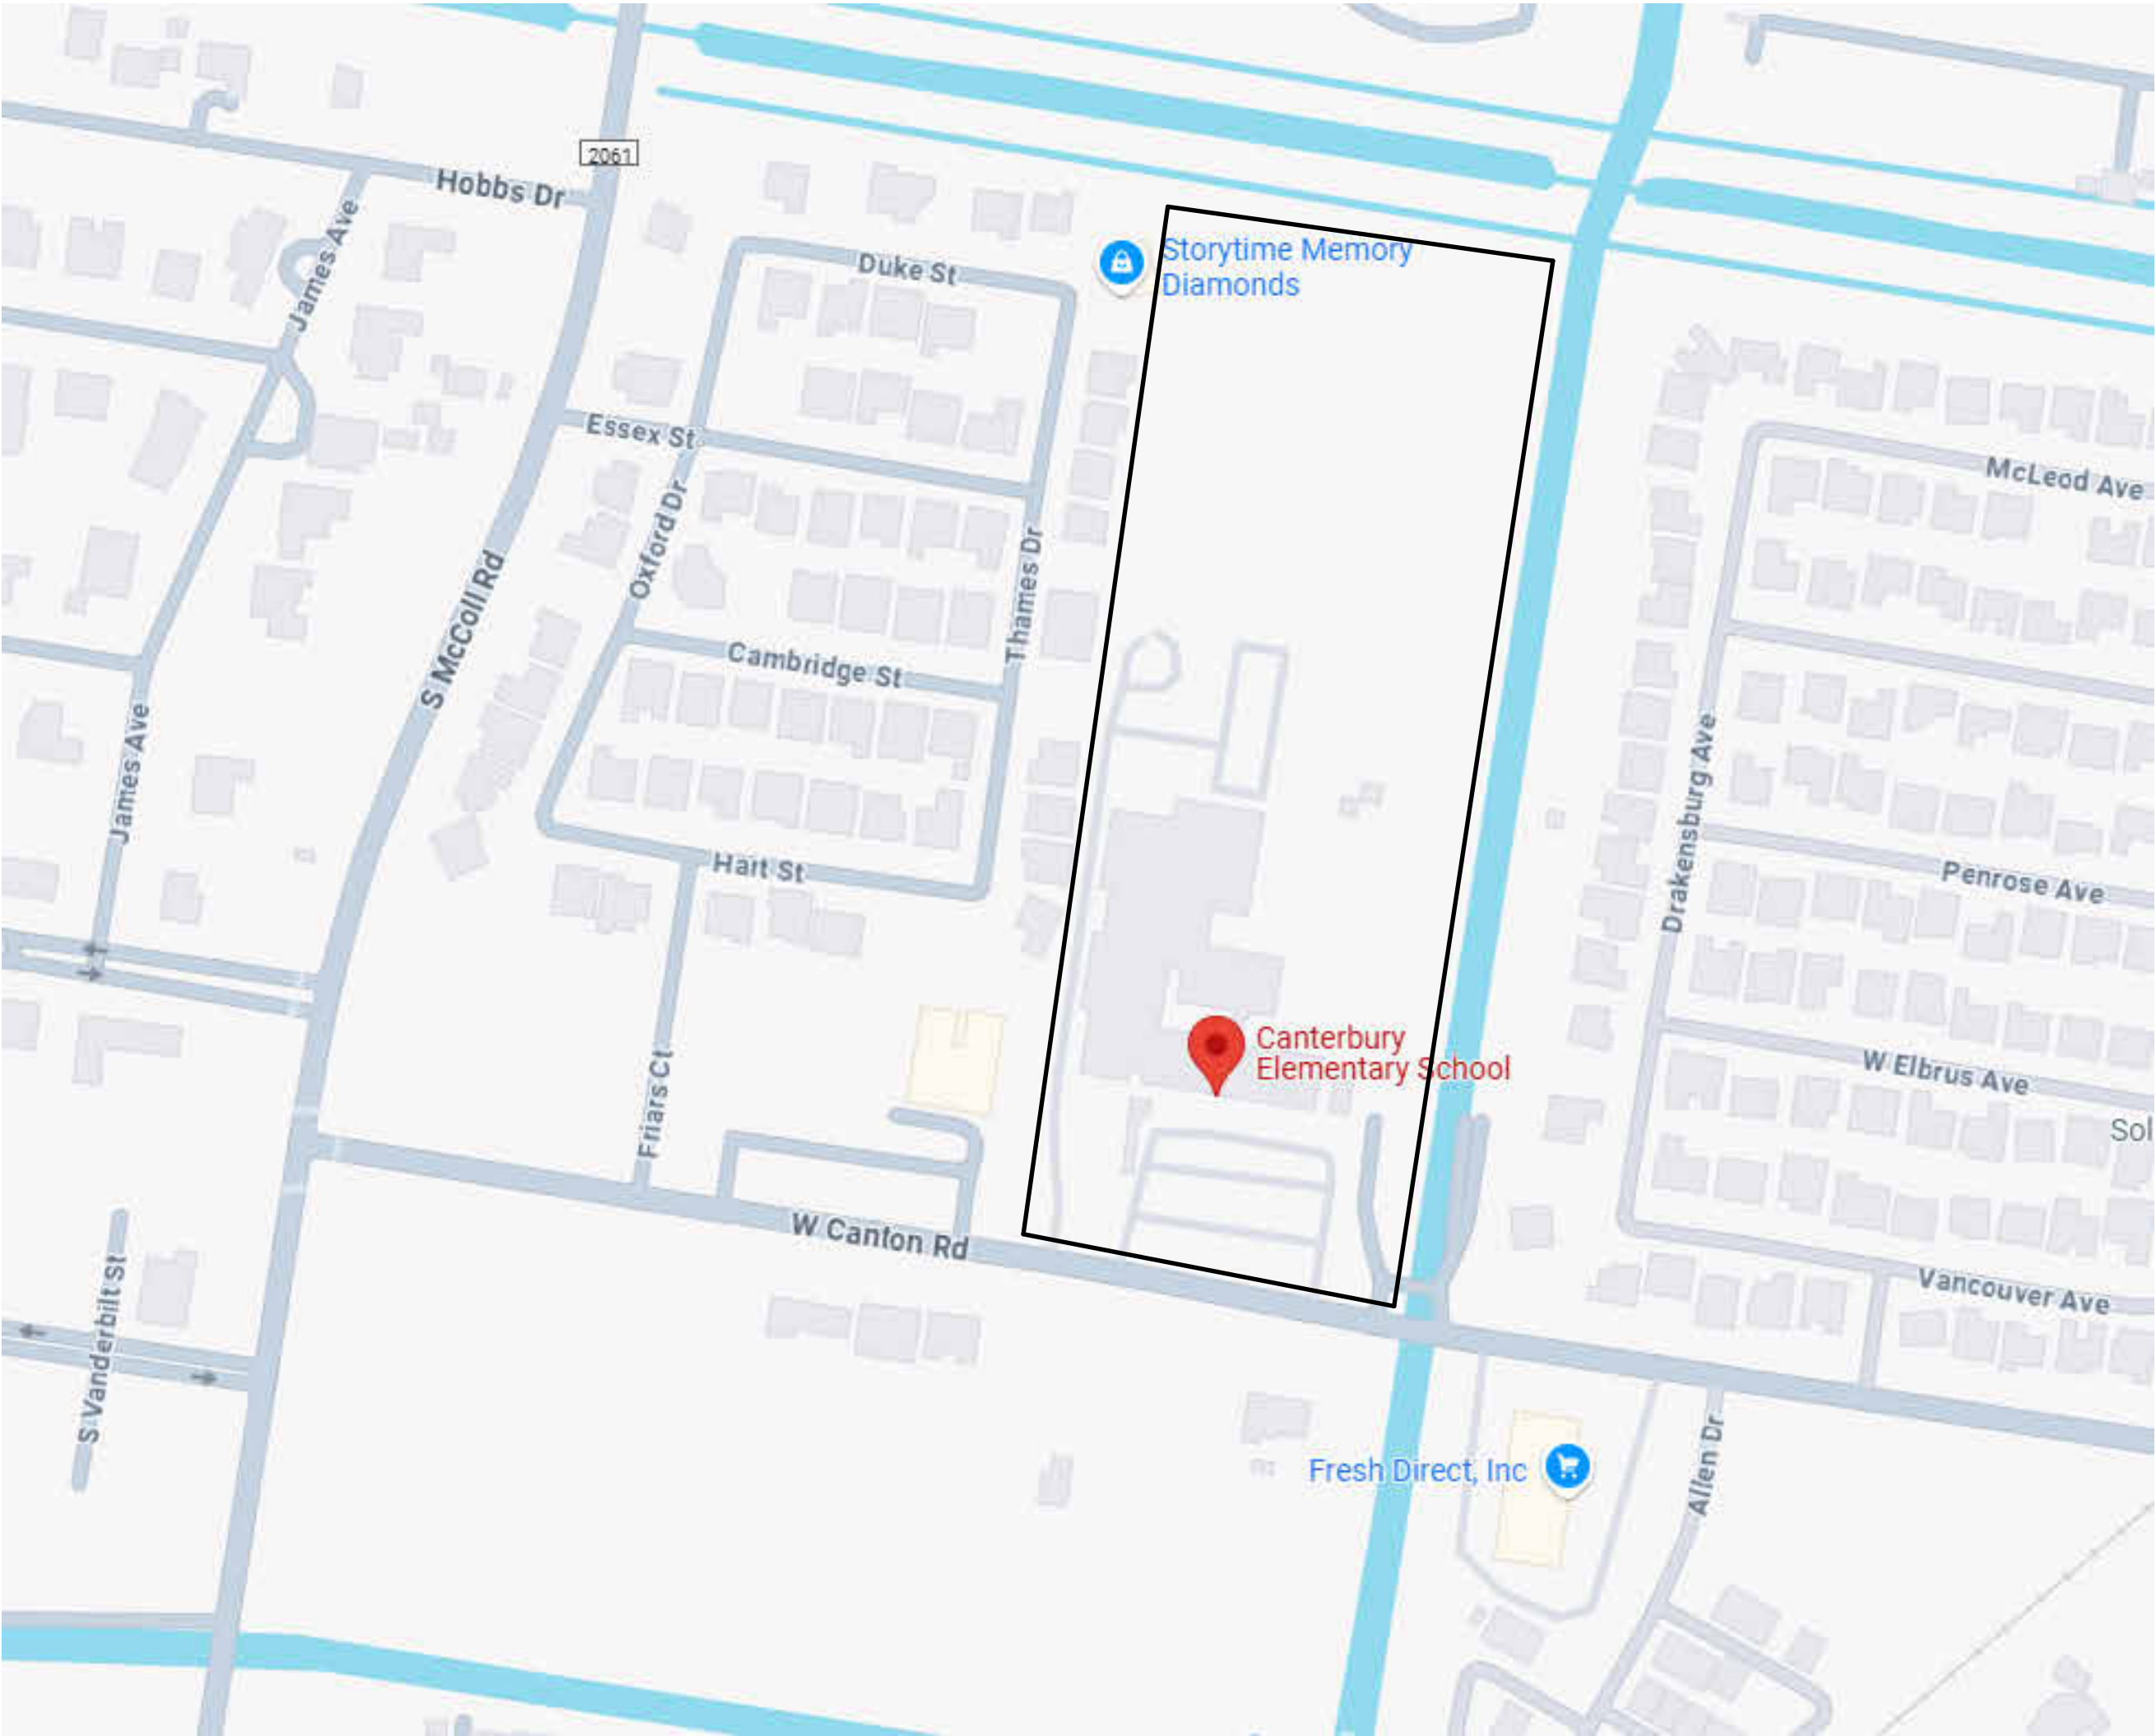 2061
Hobbs Dr
James Ave
Storytime Memory
Diamonds
Duke St
Essex St
McLeod Ave
Oxford Dr
Thames Dr
S McColl Rd
Cambridge St
James Ave
Drakensburg Ave
Hart St
Penrose Ave
Canterbury
Elementary School
W Elbrus Ave
Friars Ct
Sol
W Canton Rd
Vancouver Ave
S Vanderbilt St
Fresh Direct, Inc
Allen Dr